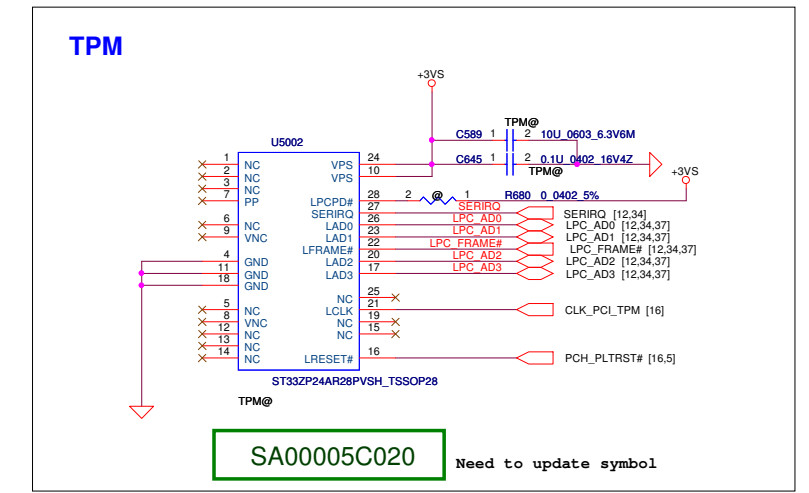 TPM
+3VS
TPM@
C589 1 2 10U_0603_6.3V6M
U5002
C645 1 2 0.1U_0402_16V4Z
TPM@
+3VS
1 NC VPS 24
2 NC VPS 10
3 NC
7 PP LPCPD# 28 2 @ 1 R680 0_0402_5%
SERIRQ 27 SERIRQ SERIRQ [12,34]
6 NC LAD0 26 LPC_AD0 LPC_AD0 [12,34,37]
9 VNC LAD1 23 LPC_AD1 LPC_AD1 [12,34,37]
LFRAME# 22 LPC_FRAME# LPC_FRAME# [12,34,37]
4 GND LAD2 20 LPC_AD2 LPC_AD2 [12,34,37]
11 GND LAD3 17 LPC_AD3 LPC_AD3 [12,34,37]
18 GND
NC 25
5 NC LCLK 21 CLK_PCI_TPM [16]
8 VNC NC 19
12 NC NC 15
13 NC
14 NC LRESET# 16 PCH_PLTRST# [16,5]
ST33ZP24AR28PVSH_TSSOP28
TPM@
SA00005C020
Need to update symbol